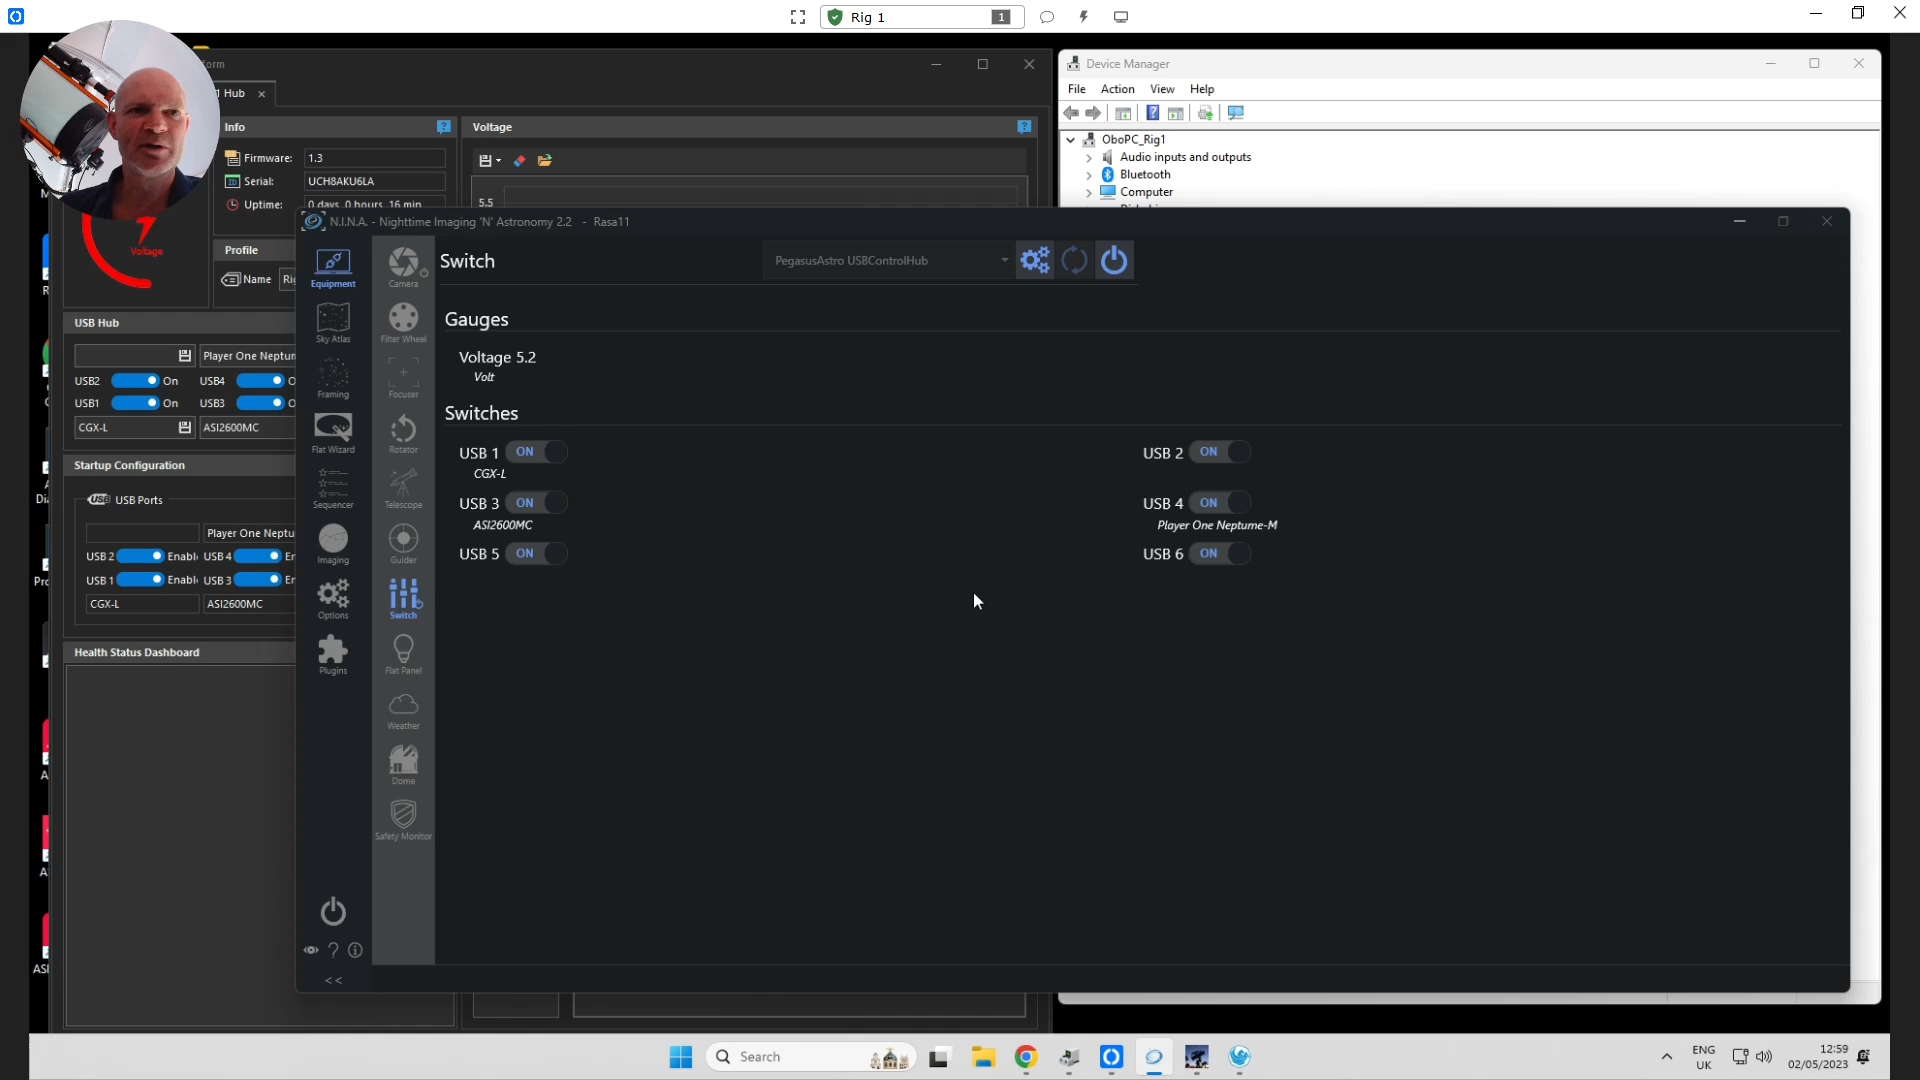 Rig 1
1
orm
Device Manager
1 Hub
File Action View Help
Info
Voltage
OboPC_Rig1
Audio inputs and outputs
Bluetooth
Computer
Firmware: 1.3
Serial: UCH8AKU6LA
Uptime: 0 days, 0 hours, 16 min
5.5
Voltage
Profile
Name
N.I.N.A. - Nighttime Imaging 'N' Astronomy 2.2 - Rasa11
Equipment
Sky Atlas
Framing
Flat Wizard
Sequencer
Imaging
Options
Plugins
<<
Camera
Filter Wheel
Focuser
Rotator
Telescope
Guider
Switch
Flat Panel
Weather
Dome
Safety Monitor
Switch
PegasusAstro USBControlHub
Gauges
Voltage 5.2
Volt
Switches
USB 1 ON
CGX-L
USB 2 ON
USB 3 ON
ASI2600MC
USB 4 ON
Player One Neptume-M
USB 5 ON
USB 6 ON
USB Hub
Player One Neptun
USB2 On USB4
USB1 On USB3
CGX-L ASI2600MC
Startup Configuration
USB Ports
Player One Neptu
USB 2 Enabl USB 4 Er
USB 1 Enabl USB 3 Er
CGX-L ASI2600MC
Health Status Dashboard
Search
ENG
UK
12:59
02/05/2023